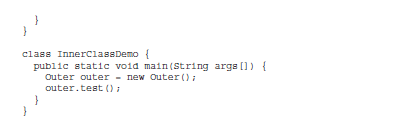 }
}

class InnerClassDemo {
  public static void main(String args[]) {
    Outer outer = new Outer();
    outer.test();
  }
}